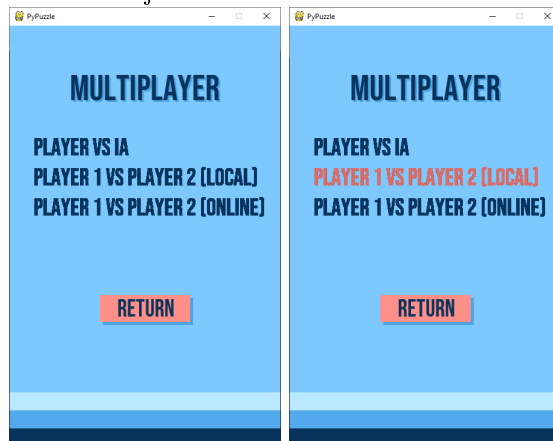 PyPuzzle
MULTIPLAYER
PLAYER VS IA
PLAYER 1 VS PLAYER 2 (LOCAL)
PLAYER 1 VS PLAYER 2 (ONLINE)
RETURN
PyPuzzle
MULTIPLAYER
PLAYER VS IA
PLAYER 1 VS PLAYER 2 (LOCAL)
PLAYER 1 VS PLAYER 2 (ONLINE)
RETURN